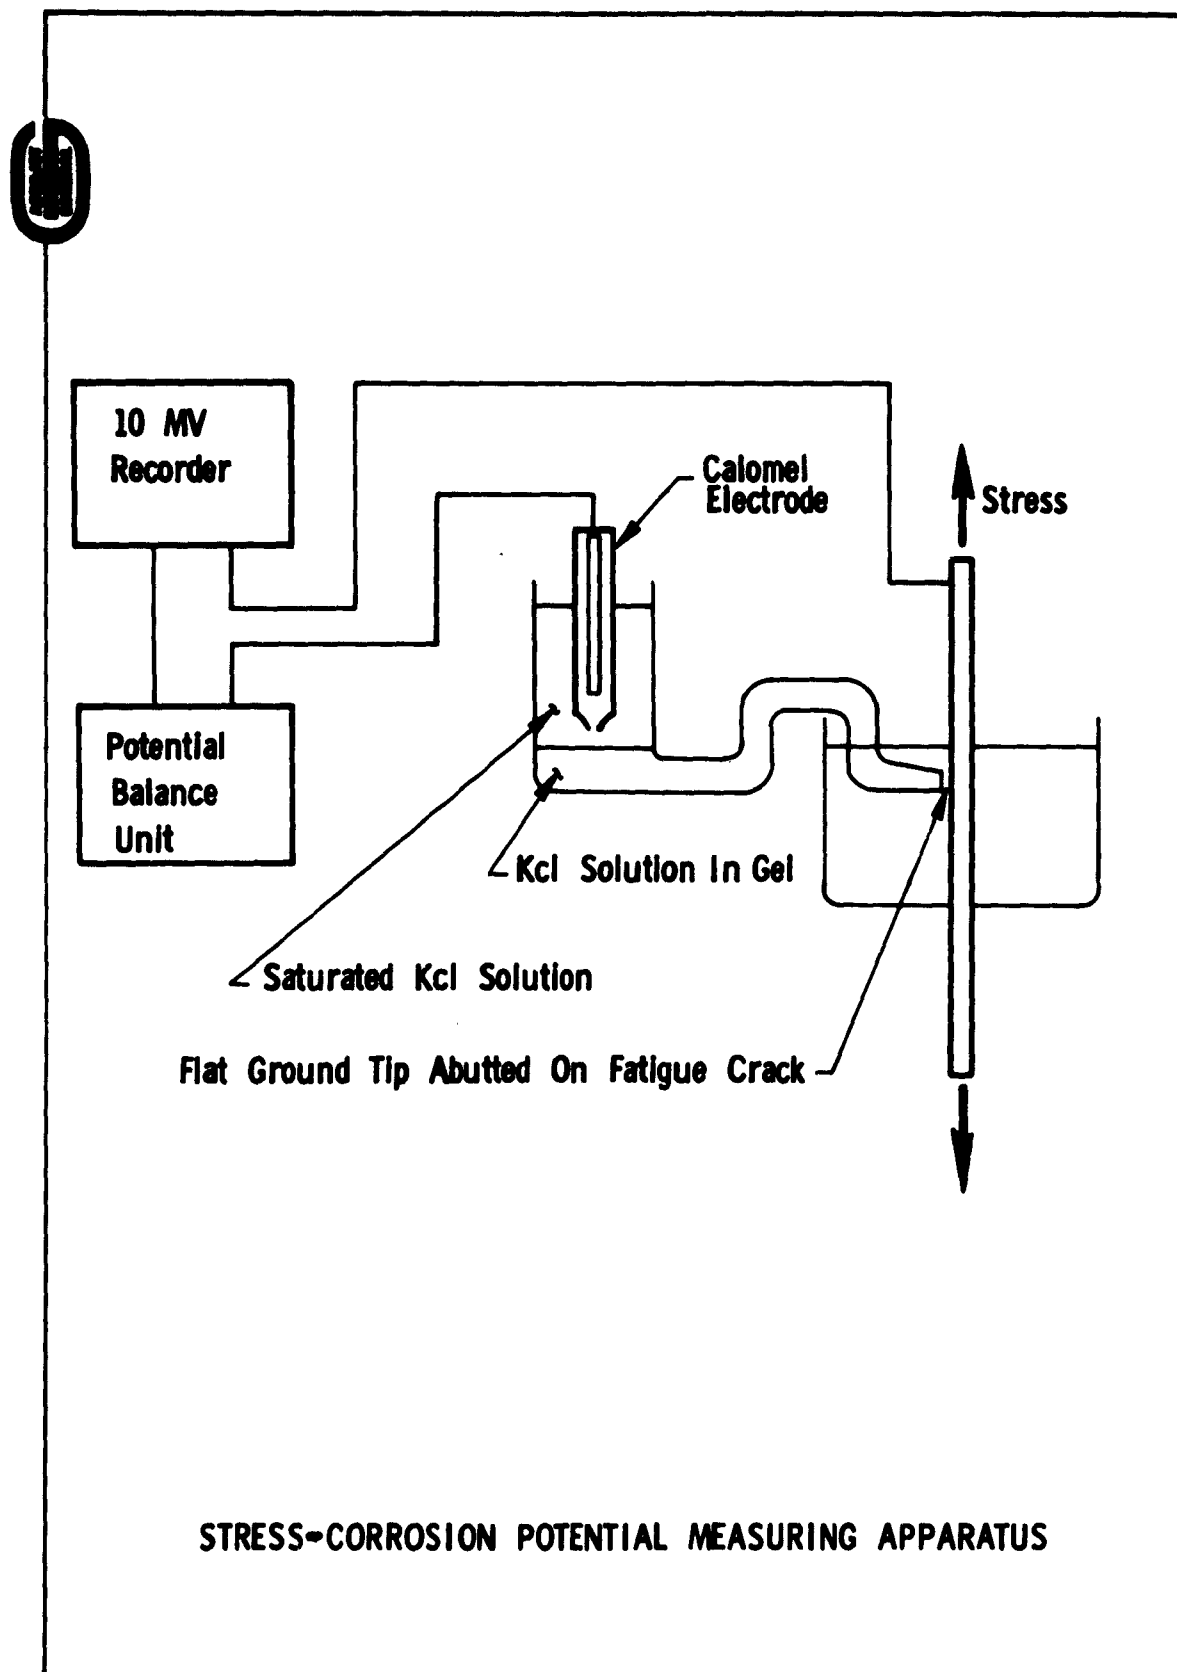 10 MV
Recorder
Calomel
Electrode
Stress
Potential
Balance
Unit
Kcl Solution In Gel
Saturated Kcl Solution
Flat Ground Tip Abutted On Fatigue Crack
STRESS-CORROSION POTENTIAL MEASURING APPARATUS